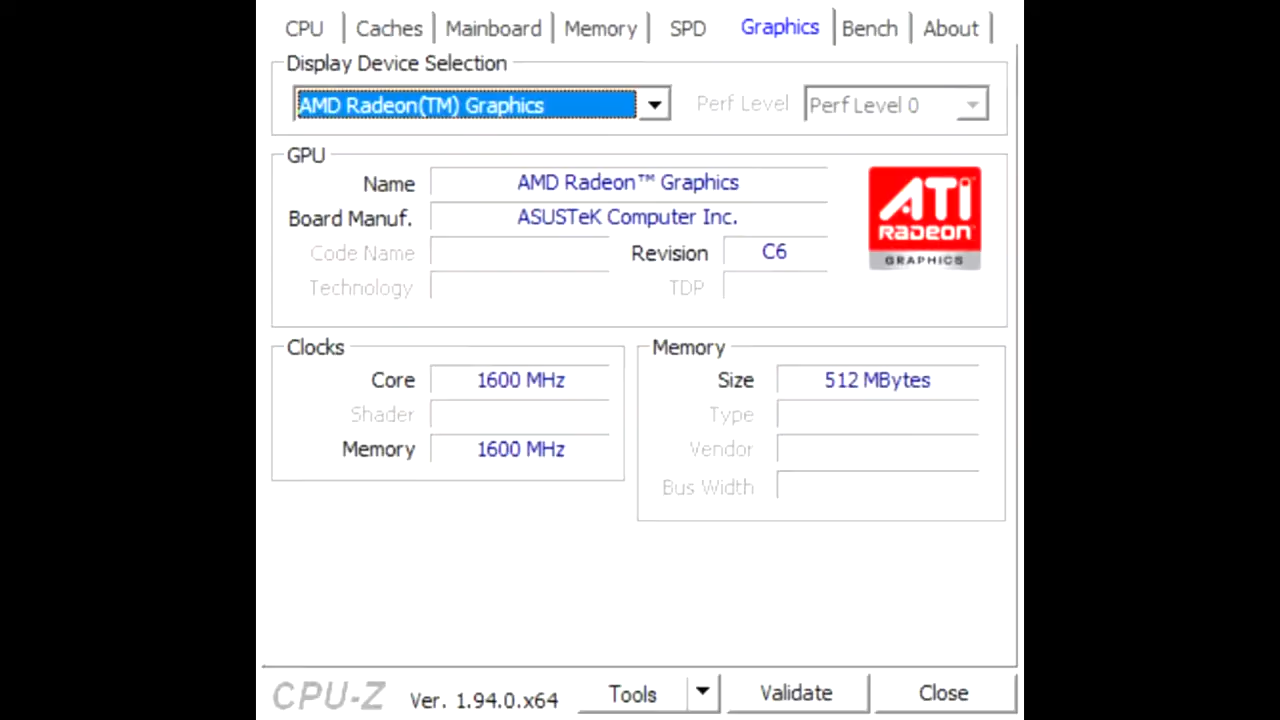 CPU Caches Mainboard Memory SPD Graphics Bench About
Display Device Selection
AMD Radeon(TM) Graphics Perf Level Perf Level 0
GPU
Name AMD Radeon™ Graphics
Board Manuf. ASUSTeK Computer Inc.
Code Name Revision C6
Technology TDP
ATI
RADEON
GRAPHICS
Clocks
Core 1600 MHz
Shader
Memory 1600 MHz
Memory
Size 512 MBytes
Type
Vendor
Bus Width
CPU-Z Ver. 1.94.0.x64 Tools Validate Close